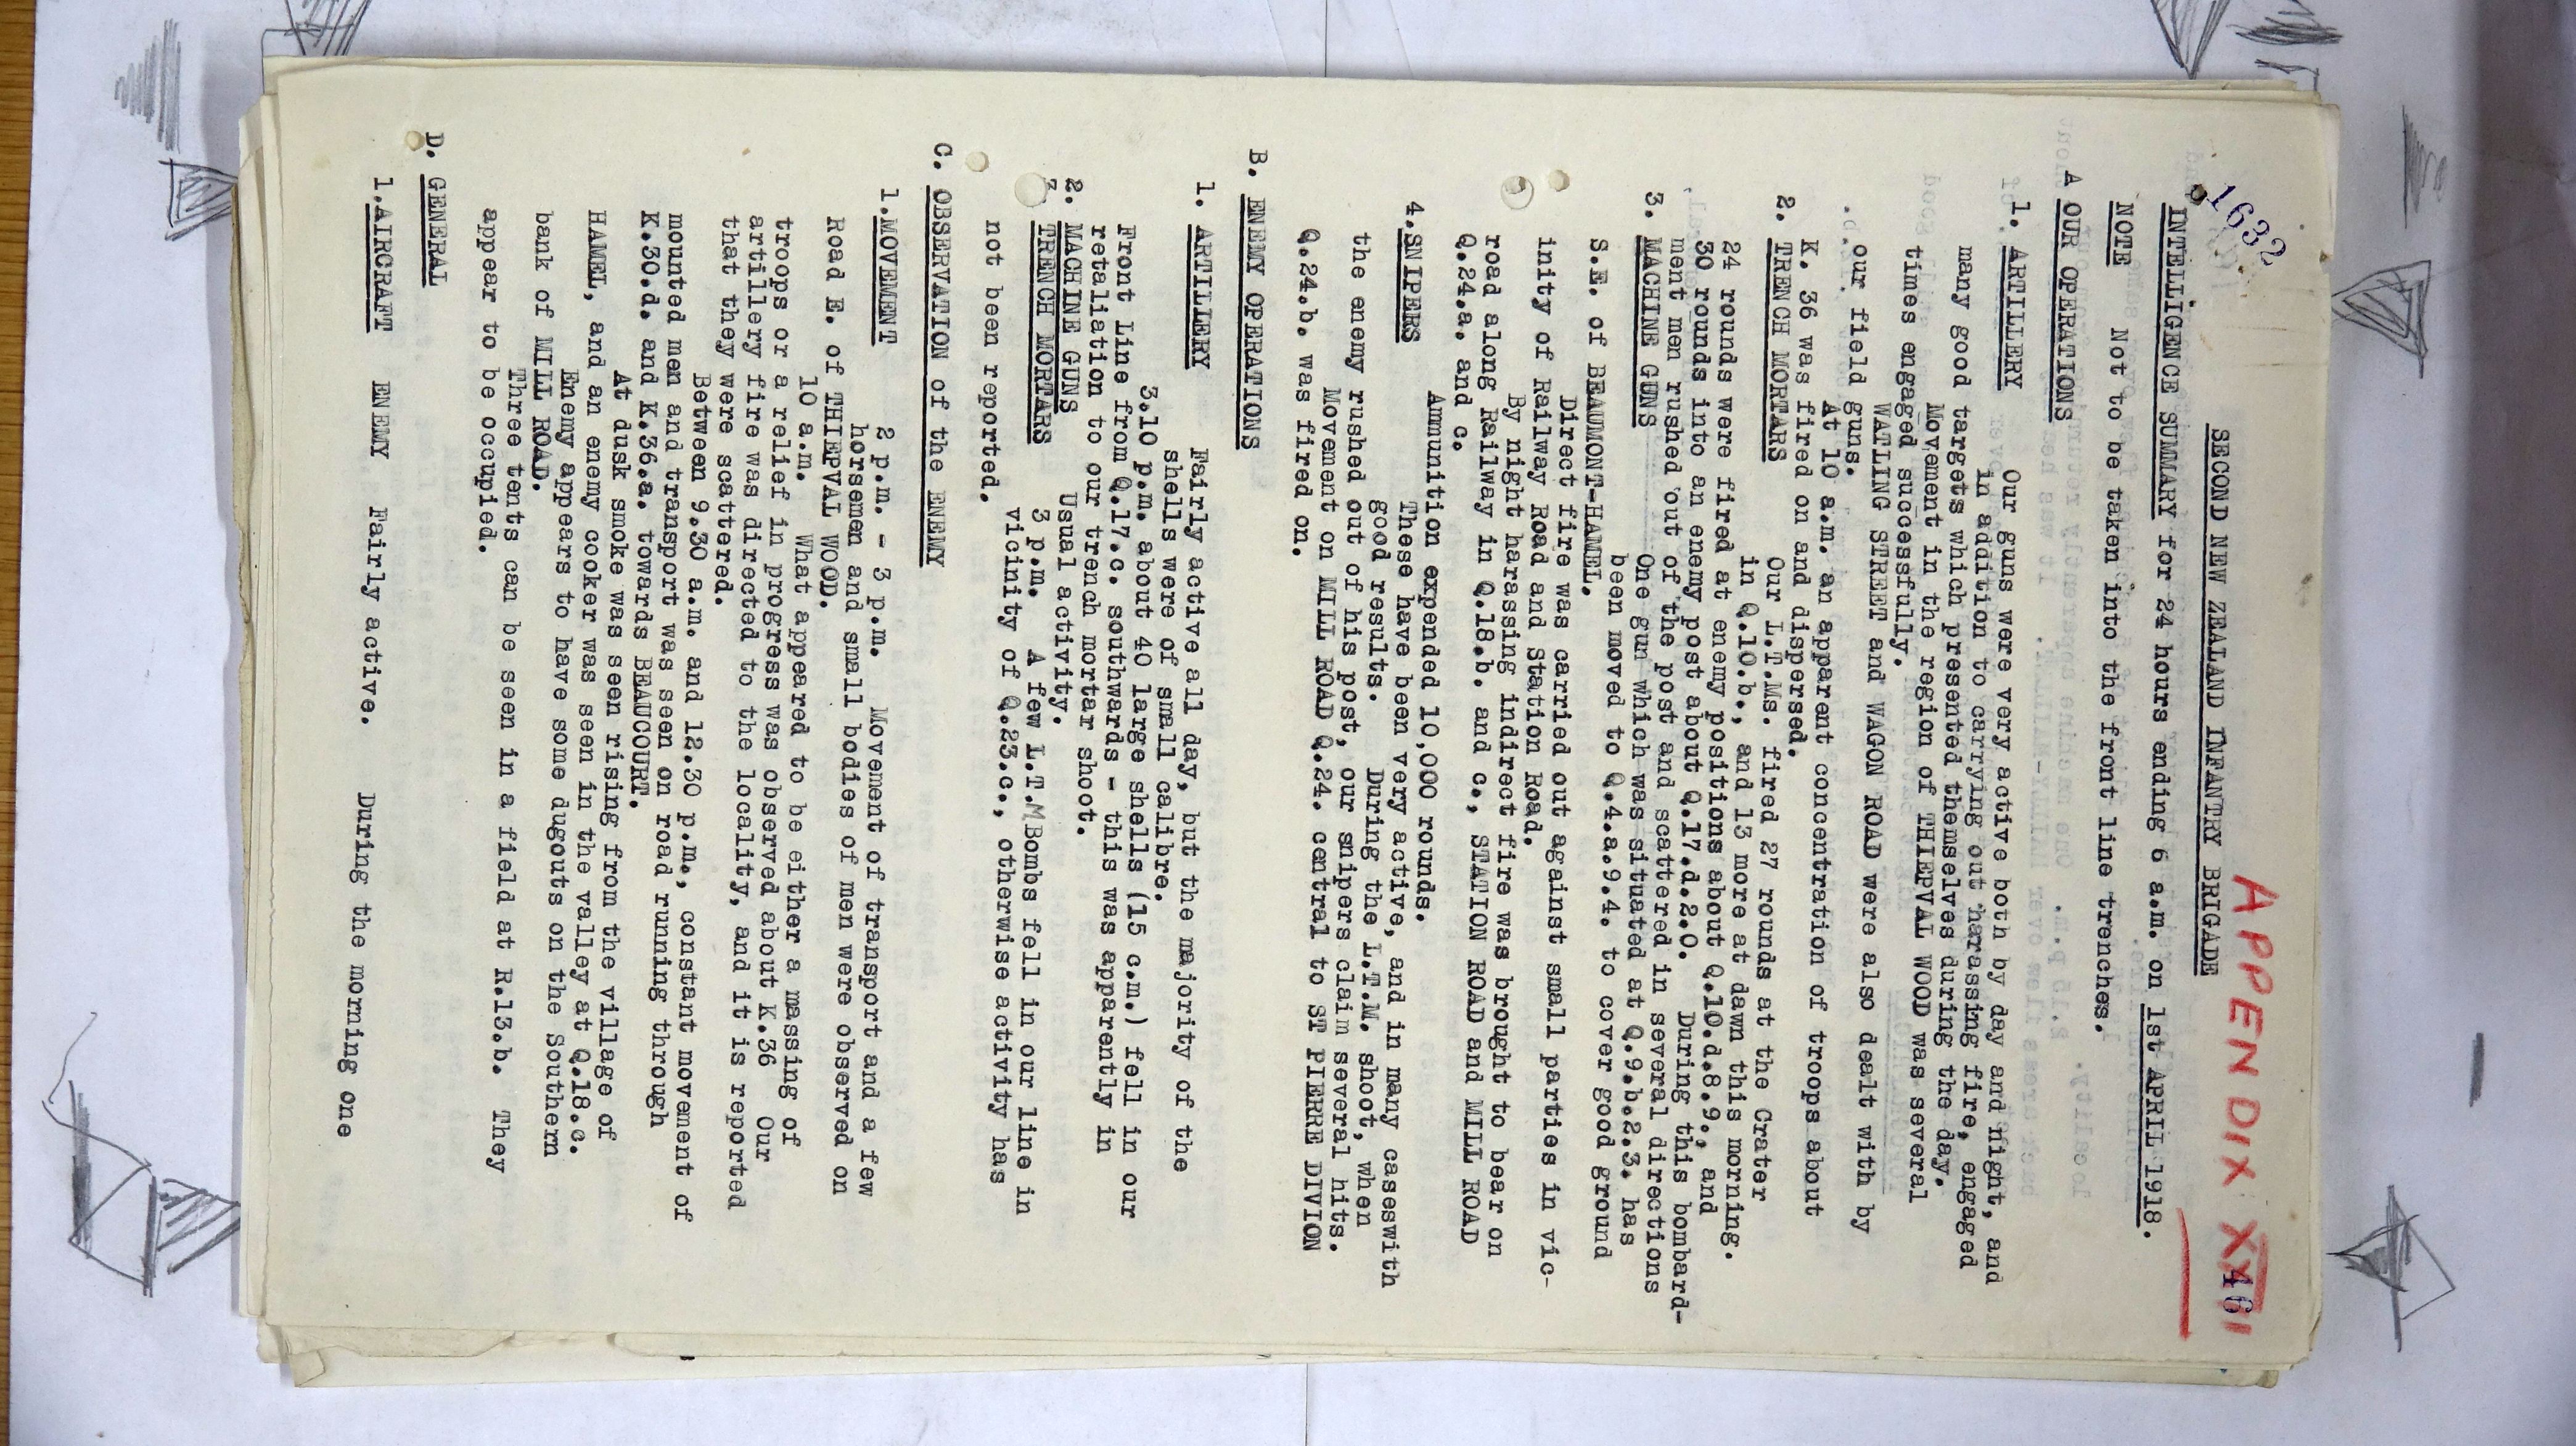 1632
APPENDIX XXII
46
SECOND NEW ZEALAND INFANTRY BRIGADE
INTELLIGENCE SUMMARY for 24 hours ending 6 a.m. on 1st APRIL 1918.
NOTE Not to be taken into the front line trenches.
A OUR OPERATIONS
1. ARTILLERY Our guns were very active both by day and night, and
in addition to carrying out harassing fire, engaged
many good targets which presented themselves during the day.
Movement in the region of THIEPVAL WOOD was several
times engaged successfully.
WATLING STREET and WAGON ROAD were also dealt with by
our field guns.
At 10 a.m. an apparent concentration of troops about
K. 36 was fired on and dispersed.
2. TRENCH MORTARS Our L.T.Ms. fired 27 rounds at the Crater
in Q.10.b., and 13 more at dawn this morning.
24 rounds were fired at enemy positions about Q.10.d.8.9., and
30 rounds into an enemy post about Q.17.d.2.0. During this bombard-
ment men rushed out of the post and scattered in several directions
3. MACHINE GUNS One gun which was situated at Q.9.b.2.3. has
been moved to Q.4.a.9.4. to cover good ground
S.E. of BEAUMONT-HAMEL.
Direct fire was carried out against small parties in vic-
inity of Railway Road and Station Road.
By night harassing indirect fire was brought to bear on
road along Railway in Q.18.b. and c., STATION ROAD and MILL ROAD
Q.24.a. and c.
Ammunition expended 10,000 rounds.
4.SNIPERS These have been very active, and in many caseswith
good results. During the L.T.M. shoot, when
the enemy rushed out of his post, our snipers claim several hits.
Movement on MILL ROAD Q.24. central to ST PIERRE DIVION
Q.24.b. was fired on.
B. ENEMY OPERATIONS
1. ARTILLERY Fairly active all day, but the majority of the
shells were of small calibre.
3.10 p.m. about 40 large shells (15 c.m.) fell in our
Front Line from Q.17.c. southwards - this was apparently in
retaliation to our trench mortar shoot.
2. MACHINE GUNS Usual activity.
3. TRENCH MORTARS 3 p.m. A few L.T.M Bombs fell in our line in
vicinity of Q.23.c., otherwise activity has
not been reported.
C. OBSERVATION of the ENEMY
1.MOVEMENT 2 p.m. - 3 p.m. Movement of transport and a few
horsemen and small bodies of men were observed on
Road E. of THIEPVAL WOOD.
10 a.m. What appeared to be either a massing of
troops or a relief in progress was observed about K.36 Our
artillery fire was directed to the locality, and it is reported
that they were scattered.
Between 9.30 a.m. and 12.30 p.m., constant movement of
mounted men and transport was seen on road running through
K.30.d. and K.36.a. towards BEAUCOURT.
At dusk smoke was seen rising from the village of
HAMEL, and an enemy cooker was seen in the valley at Q.18.c.
Enemy appears to have some dugouts on the Southern
bank of MILL ROAD.
Three tents can be seen in a field at R.13.b. They
appear to be occupied.
D. GENERAL
1.AIRCRAFT ENEMY Fairly active. During the morning one